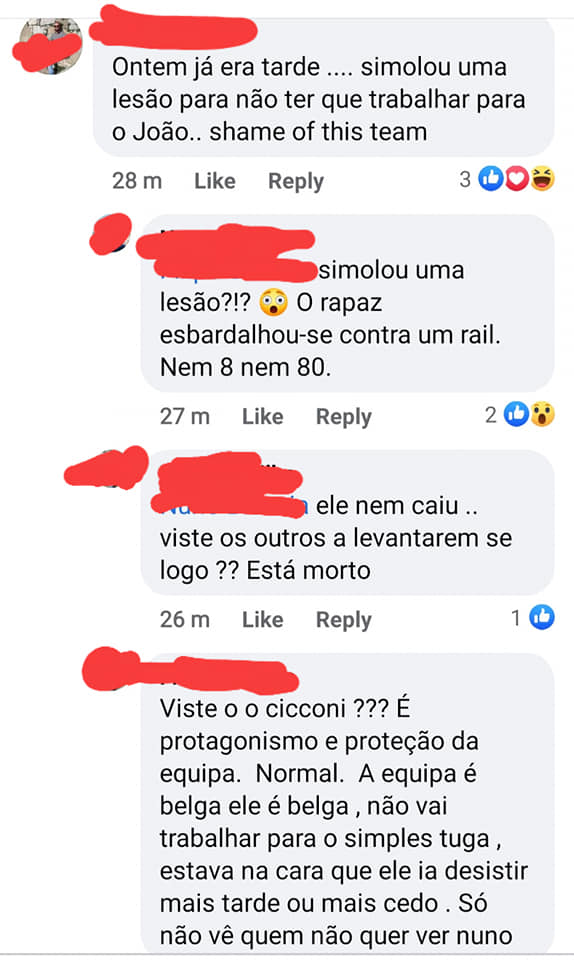 Ontem já era tarde .... simolou uma
lesão para não ter que trabalhar para
o João.. shame of this team
28 m Like Reply 3
simolou uma
lesão?!? 😲 O rapaz
esbardalhou-se contra um rail.
Nem 8 nem 80.
27 m Like Reply 2
ele nem caiu ..
viste os outros a levantarem se
logo ?? Está morto
26 m Like Reply 1
Viste o o cicconi ??? É
protagonismo e proteção da
equipa. Normal. A equipa é
belga ele é belga , não vai
trabalhar para o simples tuga ,
estava na cara que ele ia desistir
mais tarde ou mais cedo . Só
não vê quem não quer ver nuno